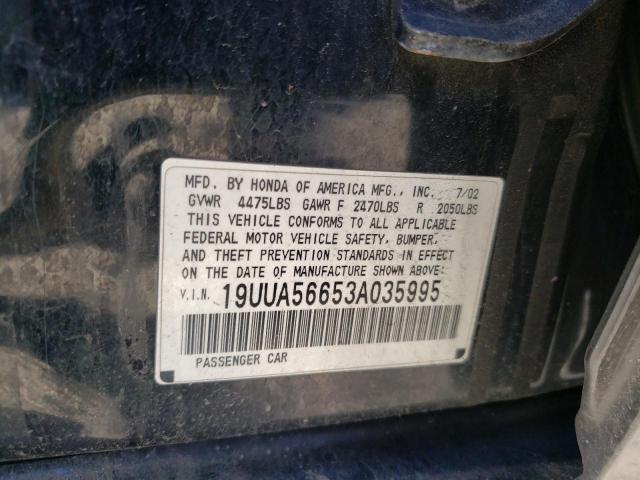 MFD. BY HONDA OF AMERICA MFG., INC. 7/02
GVWR 4475LBS GAWR F 2470LBS R 2050LBS
THIS VEHICLE CONFORMS TO ALL APPLICABLE
FEDERAL MOTOR VEHICLE SAFETY, BUMPER,
AND THEFT PREVENTION STANDARDS IN EFFECT
ON THE DATE OF MANUFACTURE SHOWN ABOVE.
V.I.N. 19UUA56653A035995
PASSENGER CAR